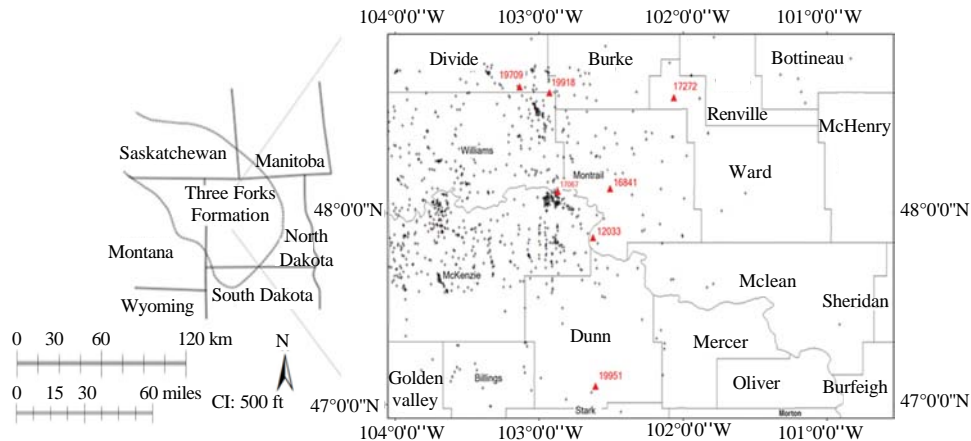 104°0'0"W 103°0'0"W 102°0'0"W 101°0'0"W
Divide
Burke
Bottineau
19709
19918
17272
Renville
McHenry
Saskatchewan
Manitoba
Williams
Three Forks
Formation
Montrail
17067
16841
Ward
48°0'0"N
48°0'0"N
12033
Montana
North
Dakota
McKenzie
Mclean
Sheridan
South Dakota
Wyoming
0 30 60 120 km
N
Dunn
Mercer
0 15 30 60 miles
CI: 500 ft
Golden
valley
Billings
19951
Oliver
Burfeigh
47°0'0"N
47°0'0"N
Stark
Morton
104°0'0"W 103°0'0"W 102°0'0"W 101°0'0"W